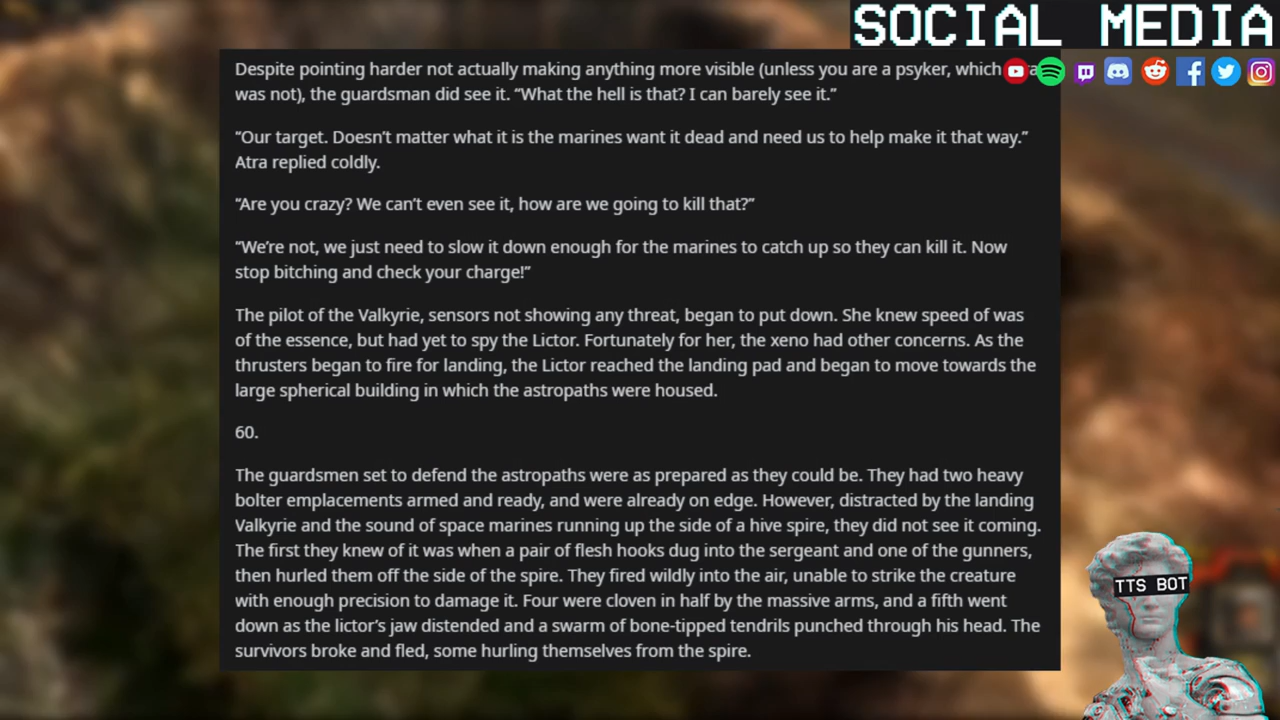 SOCIAL MEDIA
Despite pointing harder not actually making anything more visible (unless you are a psyker, which
was not), the guardsman did see it. “What the hell is that? I can barely see it.”
“Our target. Doesn’t matter what it is the marines want it dead and need us to help make it that way.”
Atra replied coldly.
“Are you crazy? We can’t even see it, how are we going to kill that?”
“We’re not, we just need to slow it down enough for the marines to catch up so they can kill it. Now
stop bitching and check your charge!”
The pilot of the Valkyrie, sensors not showing any threat, began to put down. She knew speed of was
of the essence, but had yet to spy the Lictor. Fortunately for her, the xeno had other concerns. As the
thrusters began to fire for landing, the Lictor reached the landing pad and began to move towards the
large spherical building in which the astropaths were housed.
60.
The guardsmen set to defend the astropaths were as prepared as they could be. They had two heavy
bolter emplacements armed and ready, and were already on edge. However, distracted by the landing
Valkyrie and the sound of space marines running up the side of a hive spire, they did not see it coming.
The first they knew of it was when a pair of flesh hooks dug into the sergeant and one of the gunners,
then hurled them off the side of the spire. They fired wildly into the air, unable to strike the creature
with enough precision to damage it. Four were cloven in half by the massive arms, and a fifth went
down as the lictor’s jaw distended and a swarm of bone-tipped tendrils punched through his head. The
survivors broke and fled, some hurling themselves from the spire.
TTS BOT